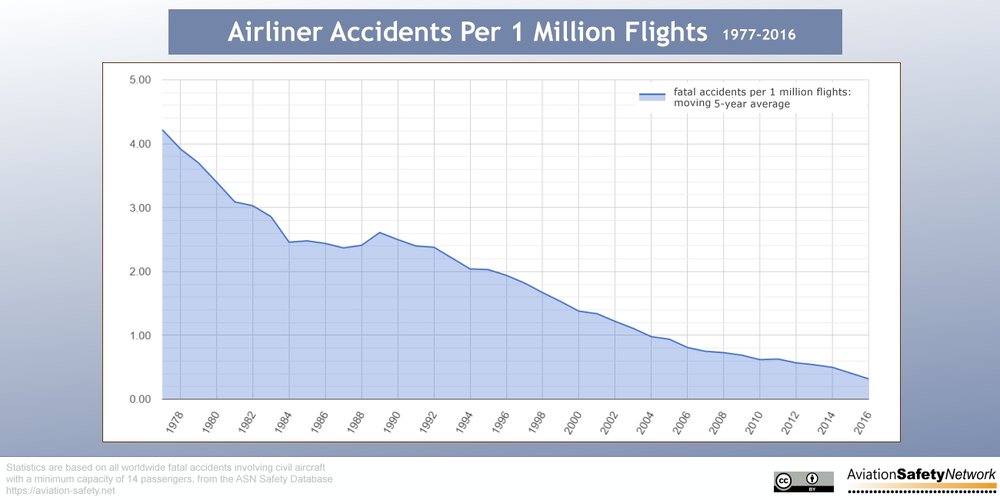 Airliner Accidents Per 1 Million Flights 1977-2016
fatal accidents per 1 million flights:
moving 5-year average
5.00
4.00
3.00
2.00
1.00
0.00
1978 1980 1982 1984 1986 1988 1990 1992 1994 1996 1998 2000 2002 2004 2006 2008 2010 2012 2014 2016
Statistics are based on all worldwide fatal accidents involving civil aircraft
with a minimum capacity of 14 passengers, from the ASN Safety Database
https://aviation-safety.net
cc
BY
AviationSafetyNetwork